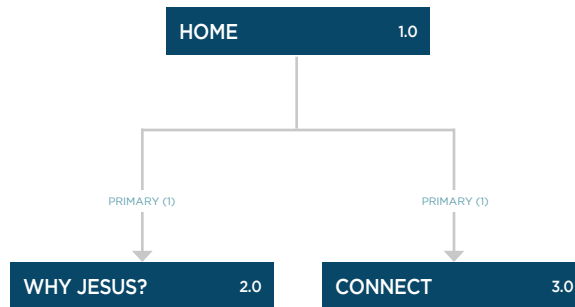 HOME 1.0
PRIMARY (1) PRIMARY (1)
WHY JESUS? 2.0 CONNECT 3.0